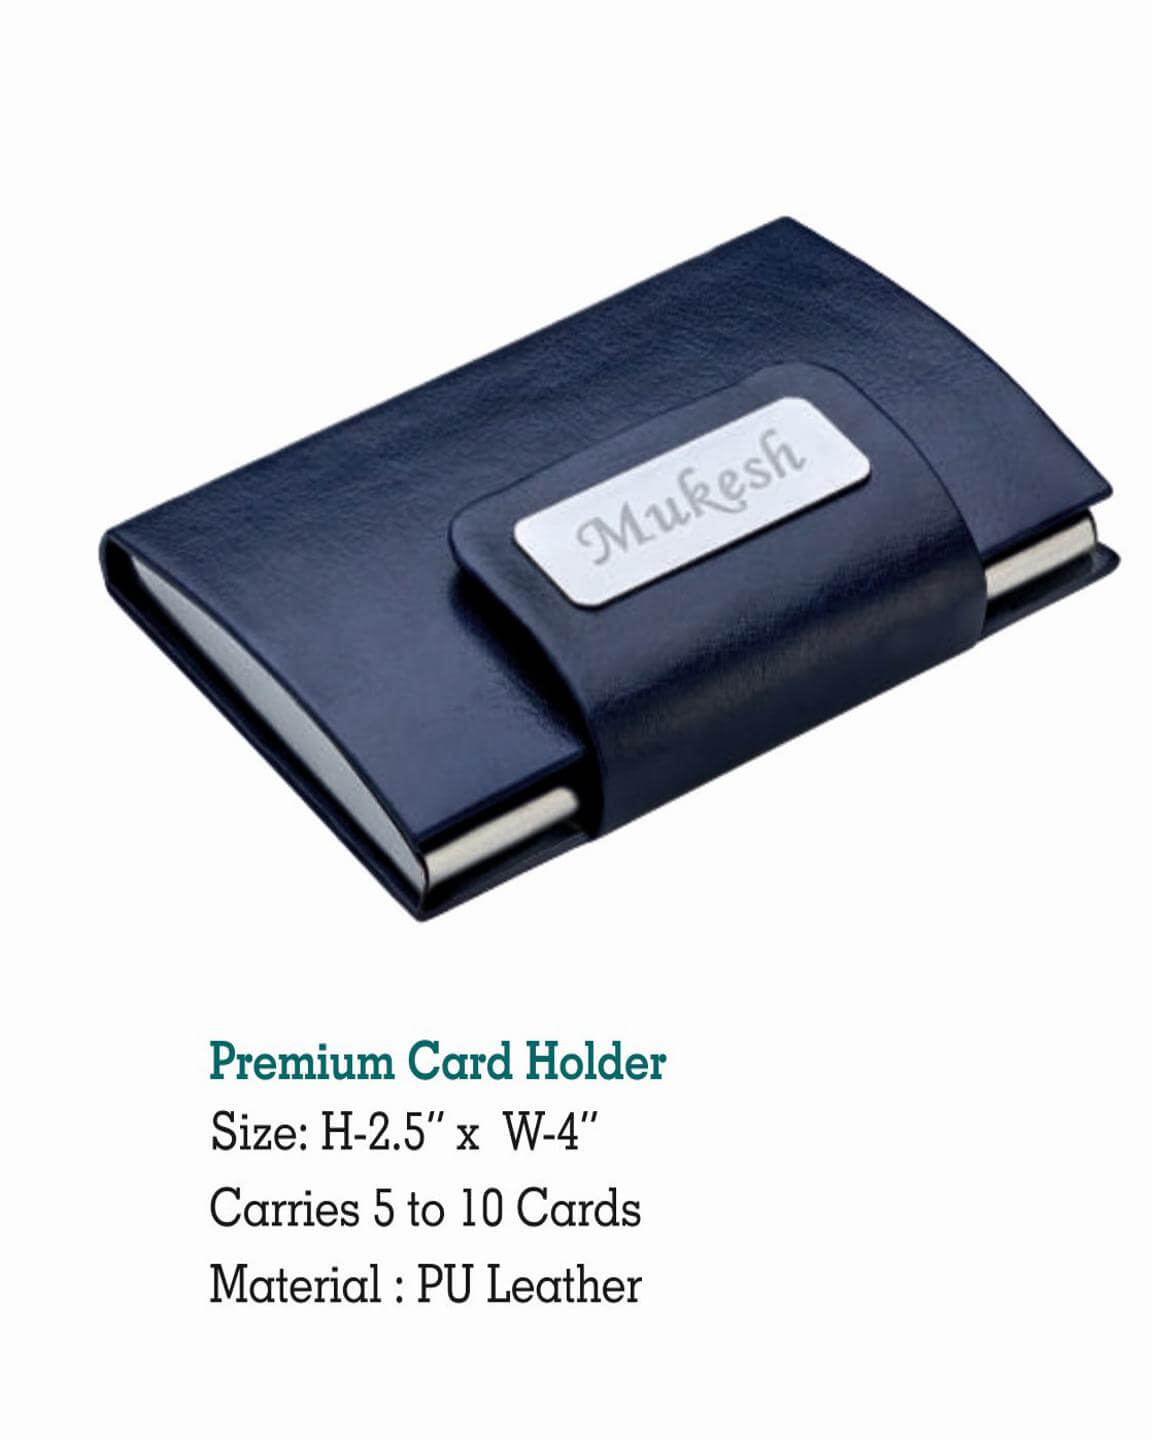 Mukesh
Premium Card Holder
Size: H-2.5″ x W-4″
Carries 5 to 10 Cards
Material : PU Leather